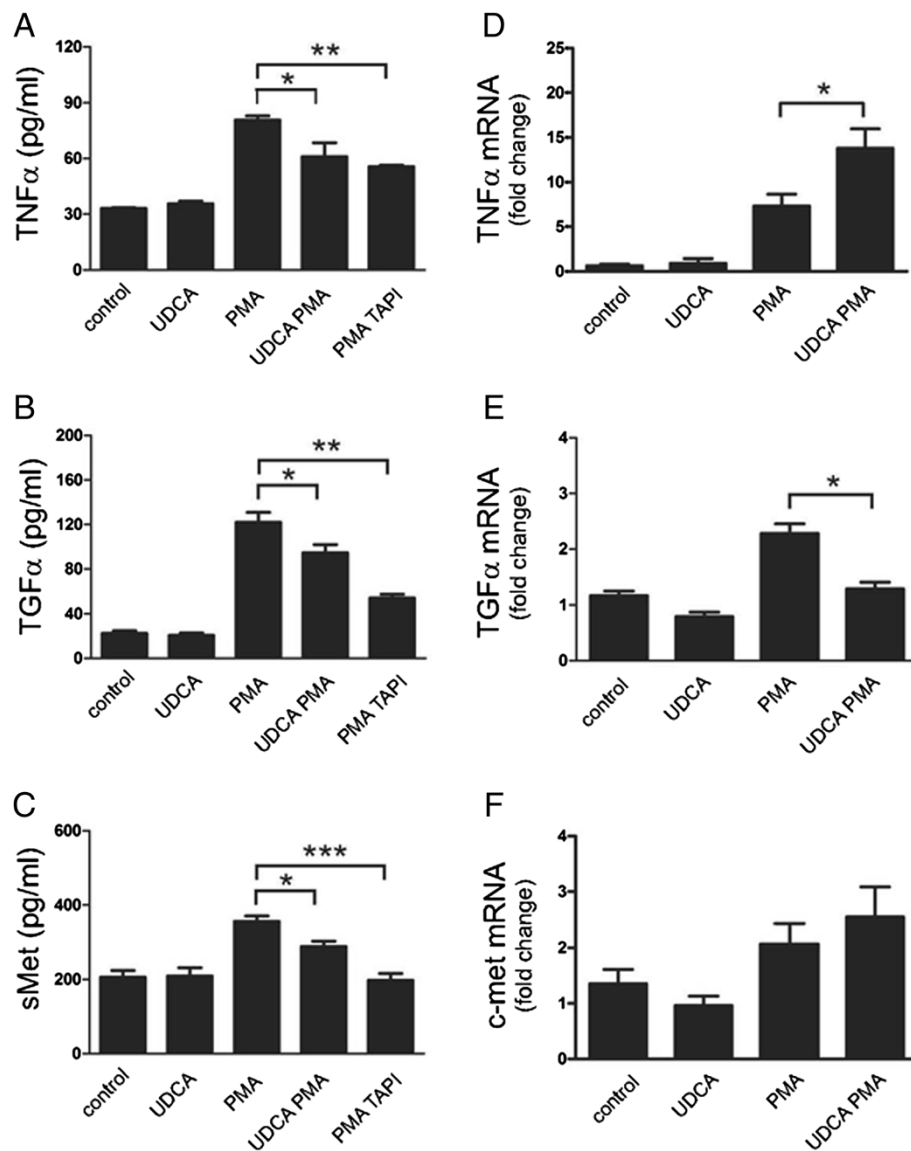 A
TNFα (pg/ml)
120
90
60
30
0
*
**
control
UDCA
PMA
UDCA PMA
PMA TAPI
D
TNFα mRNA
(fold change)
25
20
15
10
5
0
*
control
UDCA
PMA
UDCA PMA
B
TGFα (pg/ml)
200
160
120
80
40
0
**
*
control
UDCA
PMA
UDCA PMA
PMA TAPI
E
TGFα mRNA
(fold change)
4
3
2
1
0
*
control
UDCA
PMA
UDCA PMA
C
sMet (pg/ml)
600
400
200
0
***
*
control
UDCA
PMA
UDCA PMA
PMA TAPI
F
c-met mRNA
(fold change)
4
3
2
1
0
control
UDCA
PMA
UDCA PMA